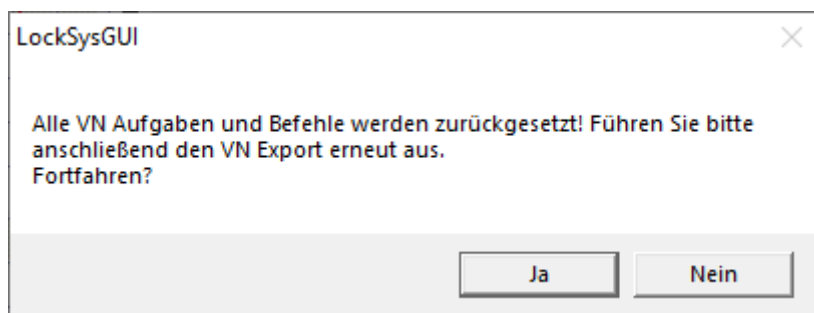 LockSysGUI
Alle VN Aufgaben und Befehle werden zurückgesetzt! Führen Sie bitte
anschließend den VN Export erneut aus.
Fortfahren?
Ja
Nein